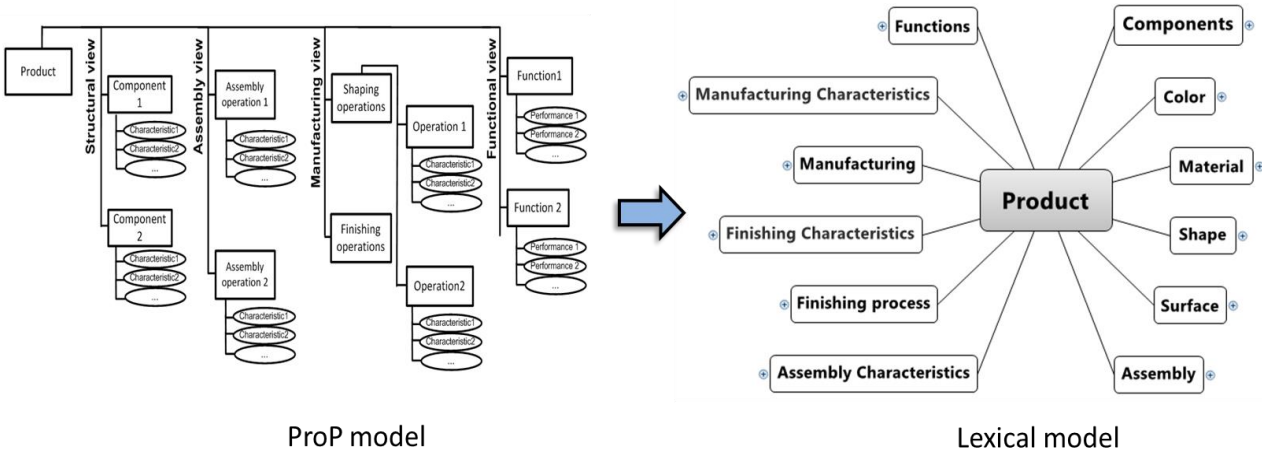 Product
Structural view
Component
1
Characteristic1
Characteristic2
...
Component
2
Characteristic1
Characteristic2
...
Assembly view
Assembly
operation 1
Characteristic1
Characteristic2
...
Assembly
operation 2
Characteristic1
Characteristic2
...
Manufacturing view
Shaping
operations
Finishing
operations
Operation 1
Characteristic1
Characteristic2
...
Operation2
Characteristic1
Characteristic2
...
Functional view
Function1
Performance 1
Performance 2
...
Function 2
Performance 1
Performance 2
...
ProP model
Functions
Manufacturing Characteristics
Manufacturing
Finishing Characteristics
Finishing process
Assembly Characteristics
Product
Components
Color
Material
Shape
Surface
Assembly
Lexical model